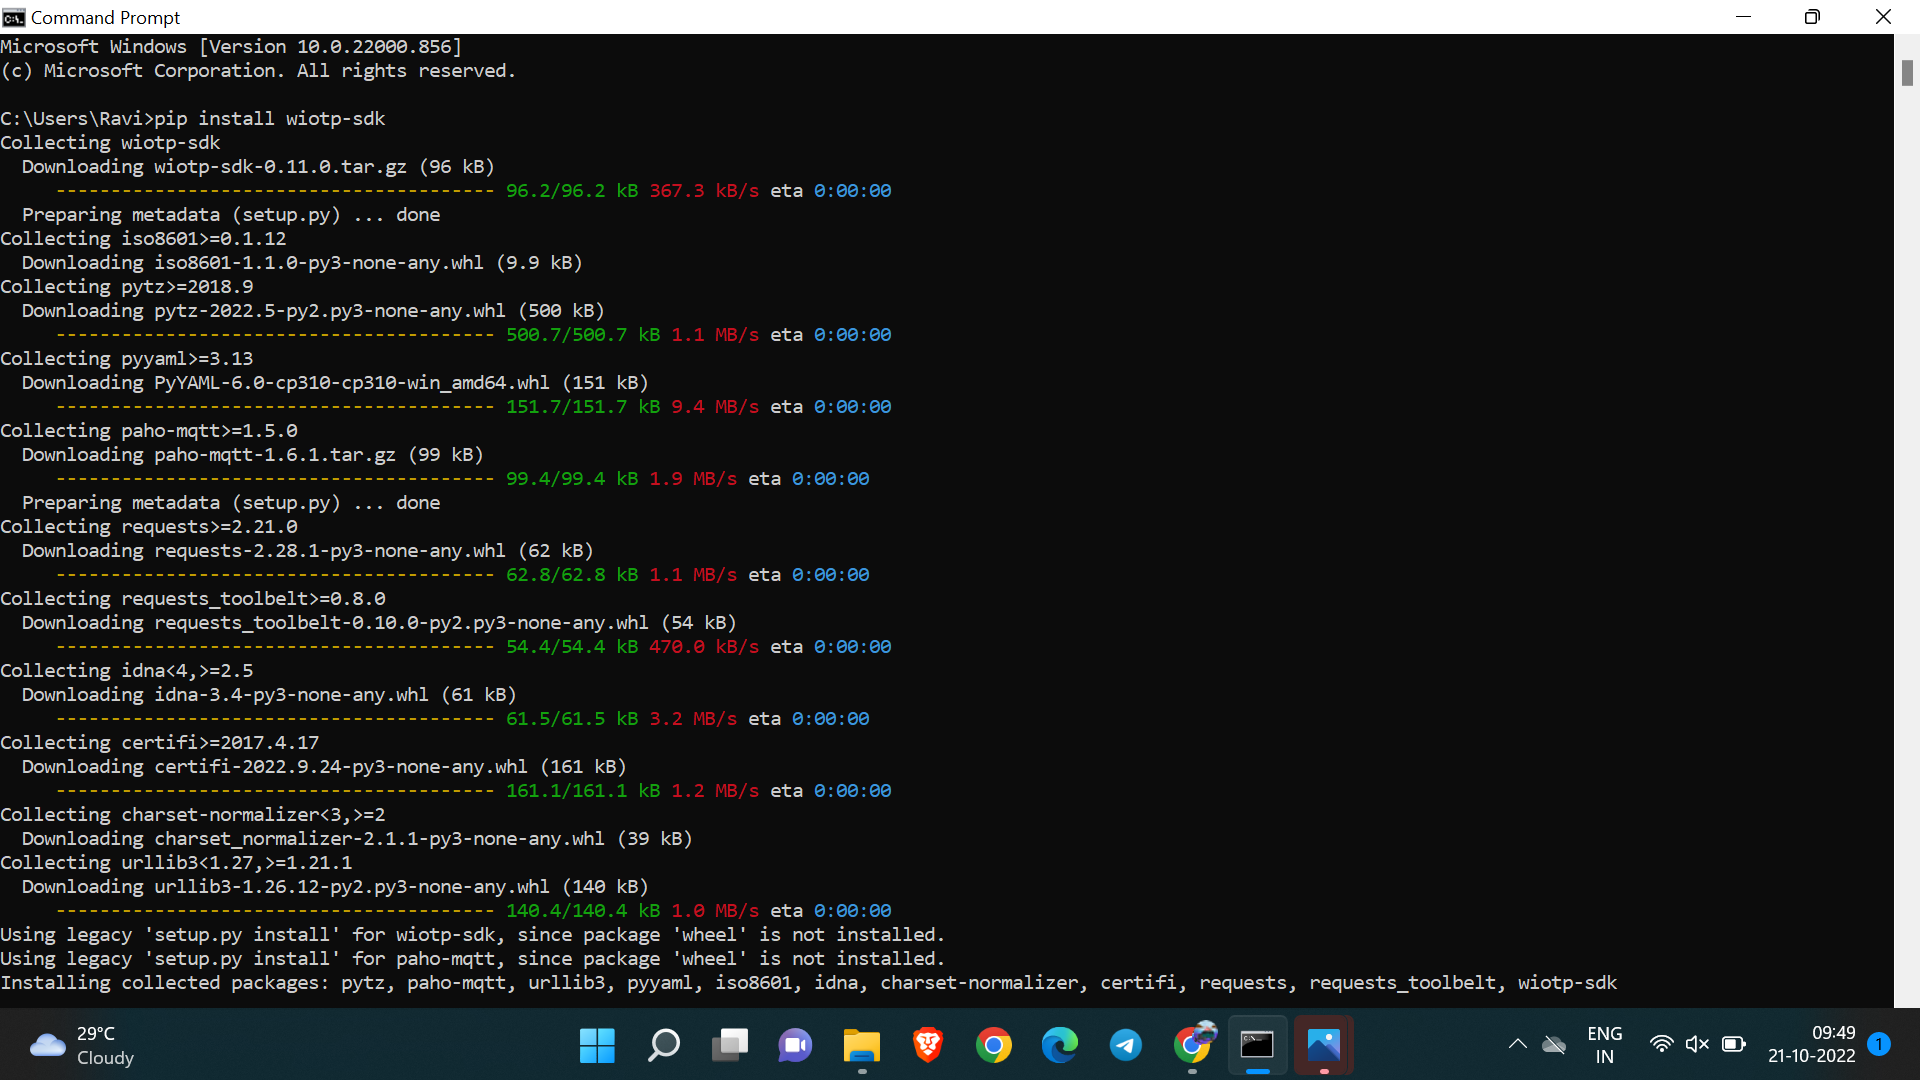 Command Prompt
Microsoft Windows [Version 10.0.22000.856]
(c) Microsoft Corporation. All rights reserved.
C:\Users\Ravi>pip install wiotp-sdk
Collecting wiotp-sdk
  Downloading wiotp-sdk-0.11.0.tar.gz (96 kB)
     ---------------------------------------- 96.2/96.2 kB 367.3 kB/s eta 0:00:00
  Preparing metadata (setup.py) ... done
Collecting iso8601>=0.1.12
  Downloading iso8601-1.1.0-py3-none-any.whl (9.9 kB)
Collecting pytz>=2018.9
  Downloading pytz-2022.5-py2.py3-none-any.whl (500 kB)
     ---------------------------------------- 500.7/500.7 kB 1.1 MB/s eta 0:00:00
Collecting pyyaml>=3.13
  Downloading PyYAML-6.0-cp310-cp310-win_amd64.whl (151 kB)
     ---------------------------------------- 151.7/151.7 kB 9.4 MB/s eta 0:00:00
Collecting paho-mqtt>=1.5.0
  Downloading paho-mqtt-1.6.1.tar.gz (99 kB)
     ---------------------------------------- 99.4/99.4 kB 1.9 MB/s eta 0:00:00
  Preparing metadata (setup.py) ... done
Collecting requests>=2.21.0
  Downloading requests-2.28.1-py3-none-any.whl (62 kB)
     ---------------------------------------- 62.8/62.8 kB 1.1 MB/s eta 0:00:00
Collecting requests_toolbelt>=0.8.0
  Downloading requests_toolbelt-0.10.0-py2.py3-none-any.whl (54 kB)
     ---------------------------------------- 54.4/54.4 kB 470.0 kB/s eta 0:00:00
Collecting idna<4,>=2.5
  Downloading idna-3.4-py3-none-any.whl (61 kB)
     ---------------------------------------- 61.5/61.5 kB 3.2 MB/s eta 0:00:00
Collecting certifi>=2017.4.17
  Downloading certifi-2022.9.24-py3-none-any.whl (161 kB)
     ---------------------------------------- 161.1/161.1 kB 1.2 MB/s eta 0:00:00
Collecting charset-normalizer<3,>=2
  Downloading charset_normalizer-2.1.1-py3-none-any.whl (39 kB)
Collecting urllib3<1.27,>=1.21.1
  Downloading urllib3-1.26.12-py2.py3-none-any.whl (140 kB)
     ---------------------------------------- 140.4/140.4 kB 1.0 MB/s eta 0:00:00
Using legacy 'setup.py install' for wiotp-sdk, since package 'wheel' is not installed.
Using legacy 'setup.py install' for paho-mqtt, since package 'wheel' is not installed.
Installing collected packages: pytz, paho-mqtt, urllib3, pyyaml, iso8601, idna, charset-normalizer, certifi, requests, requests_toolbelt, wiotp-sdk
29°C
Cloudy
ENG
IN
09:49
21-10-2022
1